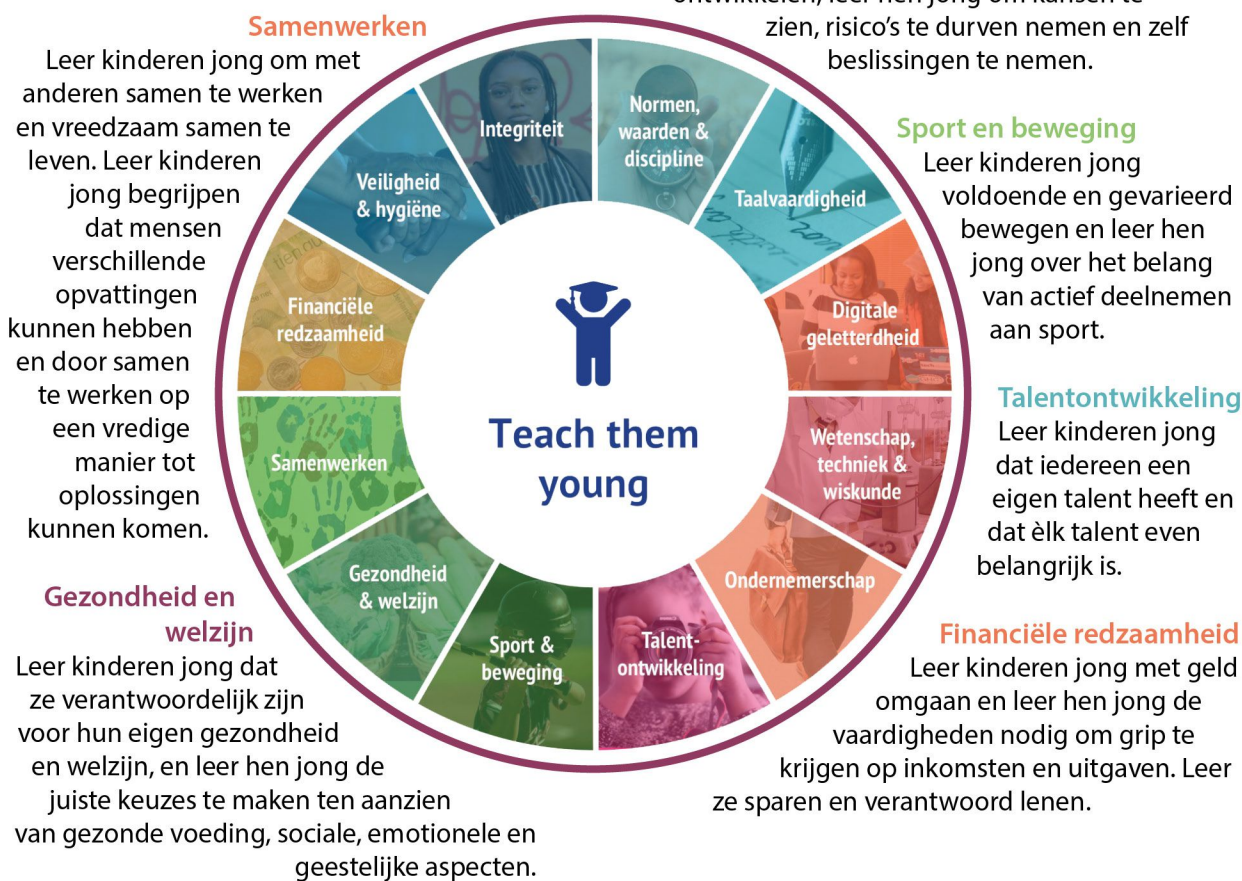 zien, risico's te durven nemen en zelf
beslissingen te nemen.
Samenwerken
Leer kinderen jong om met
anderen samen te werken
en vreedzaam samen te
leven. Leer kinderen
jong begrijpen
dat mensen
verschillende
opvattingen
kunnen hebben
en door samen
te werken op
een vredige
manier tot
oplossingen
kunnen komen.
Gezondheid en
welzijn
Leer kinderen jong dat
ze verantwoordelijk zijn
voor hun eigen gezondheid
en welzijn, en leer hen jong de
juiste keuzes te maken ten aanzien
van gezonde voeding, sociale, emotionele en
geestelijke aspecten.
Integriteit
Normen,
waarden &
discipline
Taalvaardigheid
Digitale
geletterdheid
Wetenschap,
techniek &
wiskunde
Ondernemerschap
Talent-
ontwikkeling
Sport &
beweging
Gezondheid
& welzijn
Samenwerken
Financiële
redzaamheid
Veiligheid
& hygiëne
Teach them
young
Sport en beweging
Leer kinderen jong
voldoende en gevarieerd
bewegen en leer hen
jong over het belang
van actief deelnemen
aan sport.
Talentontwikkeling
Leer kinderen jong
dat iedereen een
eigen talent heeft en
dat èlk talent even
belangrijk is.
Financiële redzaamheid
Leer kinderen jong met geld
omgaan en leer hen jong de
vaardigheden nodig om grip te
krijgen op inkomsten en uitgaven. Leer
ze sparen en verantwoord lenen.